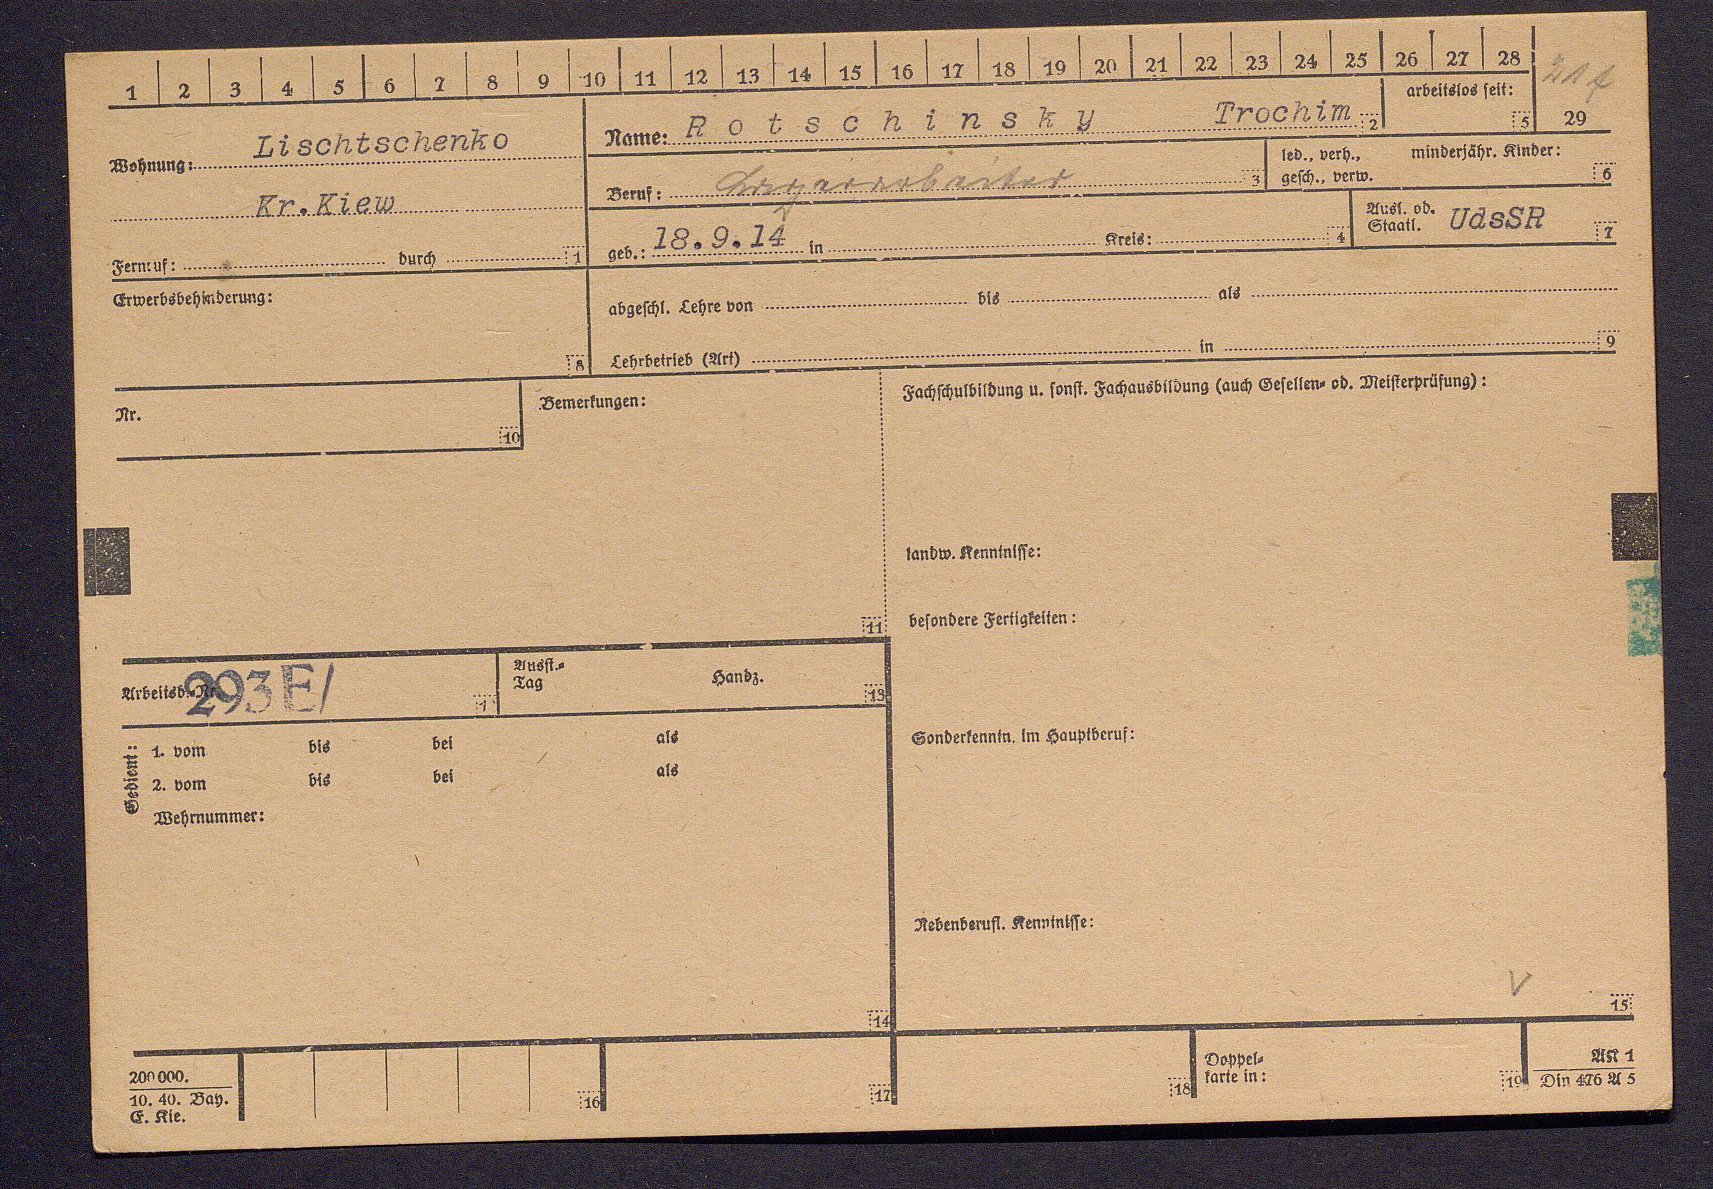 1 2 3 4 5 6 7 8 9 10 11 12 13 14 15 16 17 18 19 20 21 22 23 24 25 26 27 28
29
Wohnung: Lischtschenko
Kr.Kiew
Fernruf: durch 1
Name: Rotschinsky Trochim 2
arbeitslos seit: 5
Beruf: 3
led., verh., minderjähr. Kinder:
gesch., verw. 6
geb.: 18.9.14 in Kreis: 4
Ausl. od.
Staatl. UdsSR 7
Erwerbsbehinderung:
8
abgeschl. Lehre von bis als
Lehrbetrieb (Art) in 9
Nr.
10
Bemerkungen:
11
Fachschulbildung u. sonst. Fachausbildung (auch Gesellen- od. Meisterprüfung):
landw. Kenntnisse:
besondere Fertigkeiten:
Sonderkenntn. im Hauptberuf:
Nebenberufl. Kenntnisse:
V
15
Arbeitsb.-Nr. 293E/
Ausst.-
Tag Handz. 13
Gedient:
1. vom bis bei als
2. vom bis bei als
Wehrnummer:
14
200000.
10. 40. Bay.
E. Kie.
16
17
18
Doppel-
karte in: 19
AK 1
Din 476 A 5